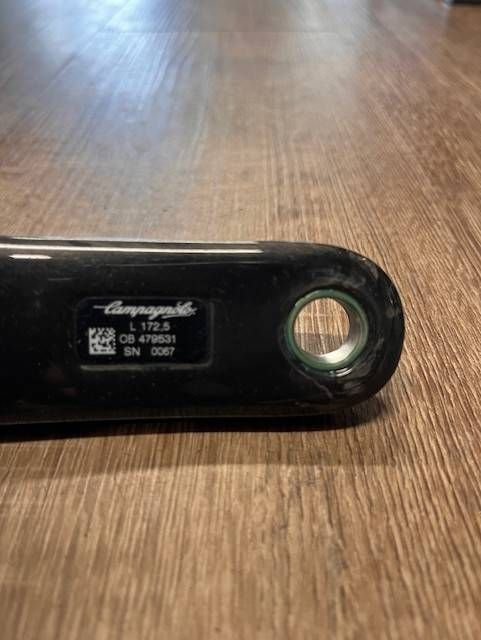 Campagnolo
L 172,5
OB 479531
SN 0067